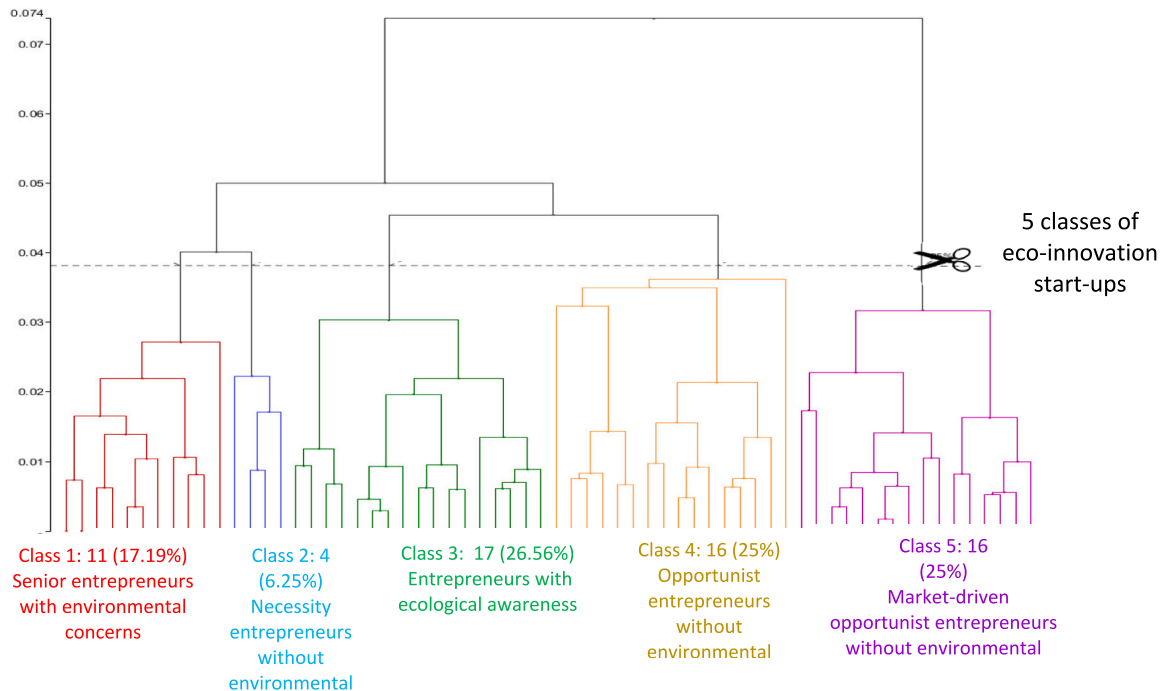 0.074
0.07
0.06
0.05
0.04
0.03
0.02
0.01
5 classes of
eco-innovation
start-ups
Class 1: 11 (17.19%)
Senior entrepreneurs
with environmental
concerns
Class 2: 4
(6.25%)
Necessity
entrepreneurs
without
environmental
Class 3: 17 (26.56%)
Entrepreneurs with
ecological awareness
Class 4: 16 (25%)
Opportunist
entrepreneurs
without
environmental
Class 5: 16
(25%)
Market-driven
opportunist entrepreneurs
without environmental